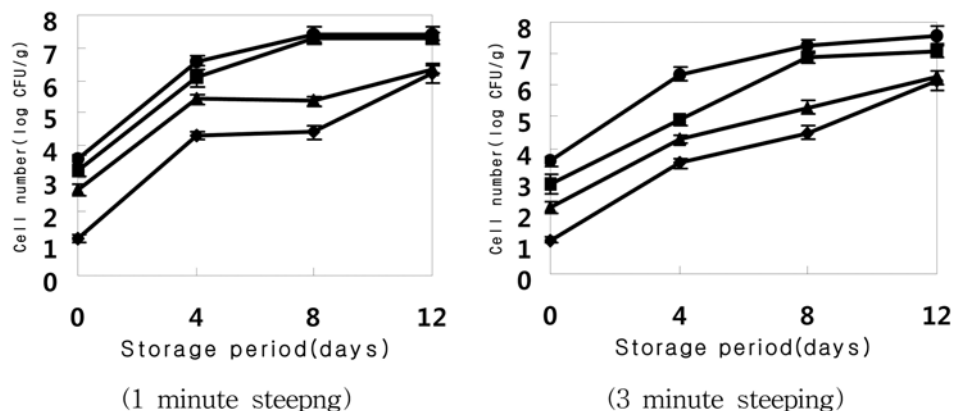 8
7
6
5
4
3
2
1
0
Cell number(log CFU/g)
0 4 8 12
Storage period(days)
(1 minute steepng)
8
7
6
5
4
3
2
1
0
Cell number(log CFU/g)
0 4 8 12
Storage period(days)
(3 minute steeping)